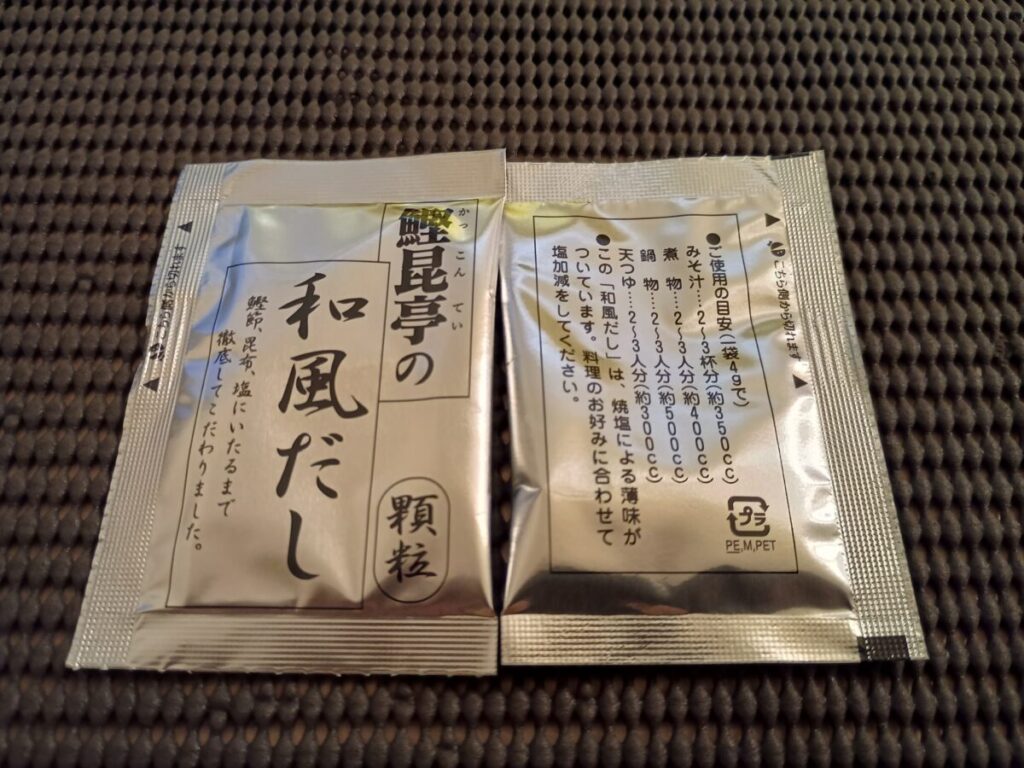 鰹昆亭の
かっこんてい
和風だし
鰹節、昆布、塩にいたるまで
徹底してこだわりました。
顆粒
こちら側から切れます
●ご使用の目安(一袋4gで)
みそ汁……2〜3杯分(約350cc)
煮 物……2〜3人分(約400cc)
鍋 物……2〜3人分(約500cc)
天つゆ……2〜3人分(約300cc)
●この「和風だし」は、焼塩による薄味が
ついています。料理のお好みに合わせて
塩加減をしてください。
プラ
PE,M,PET